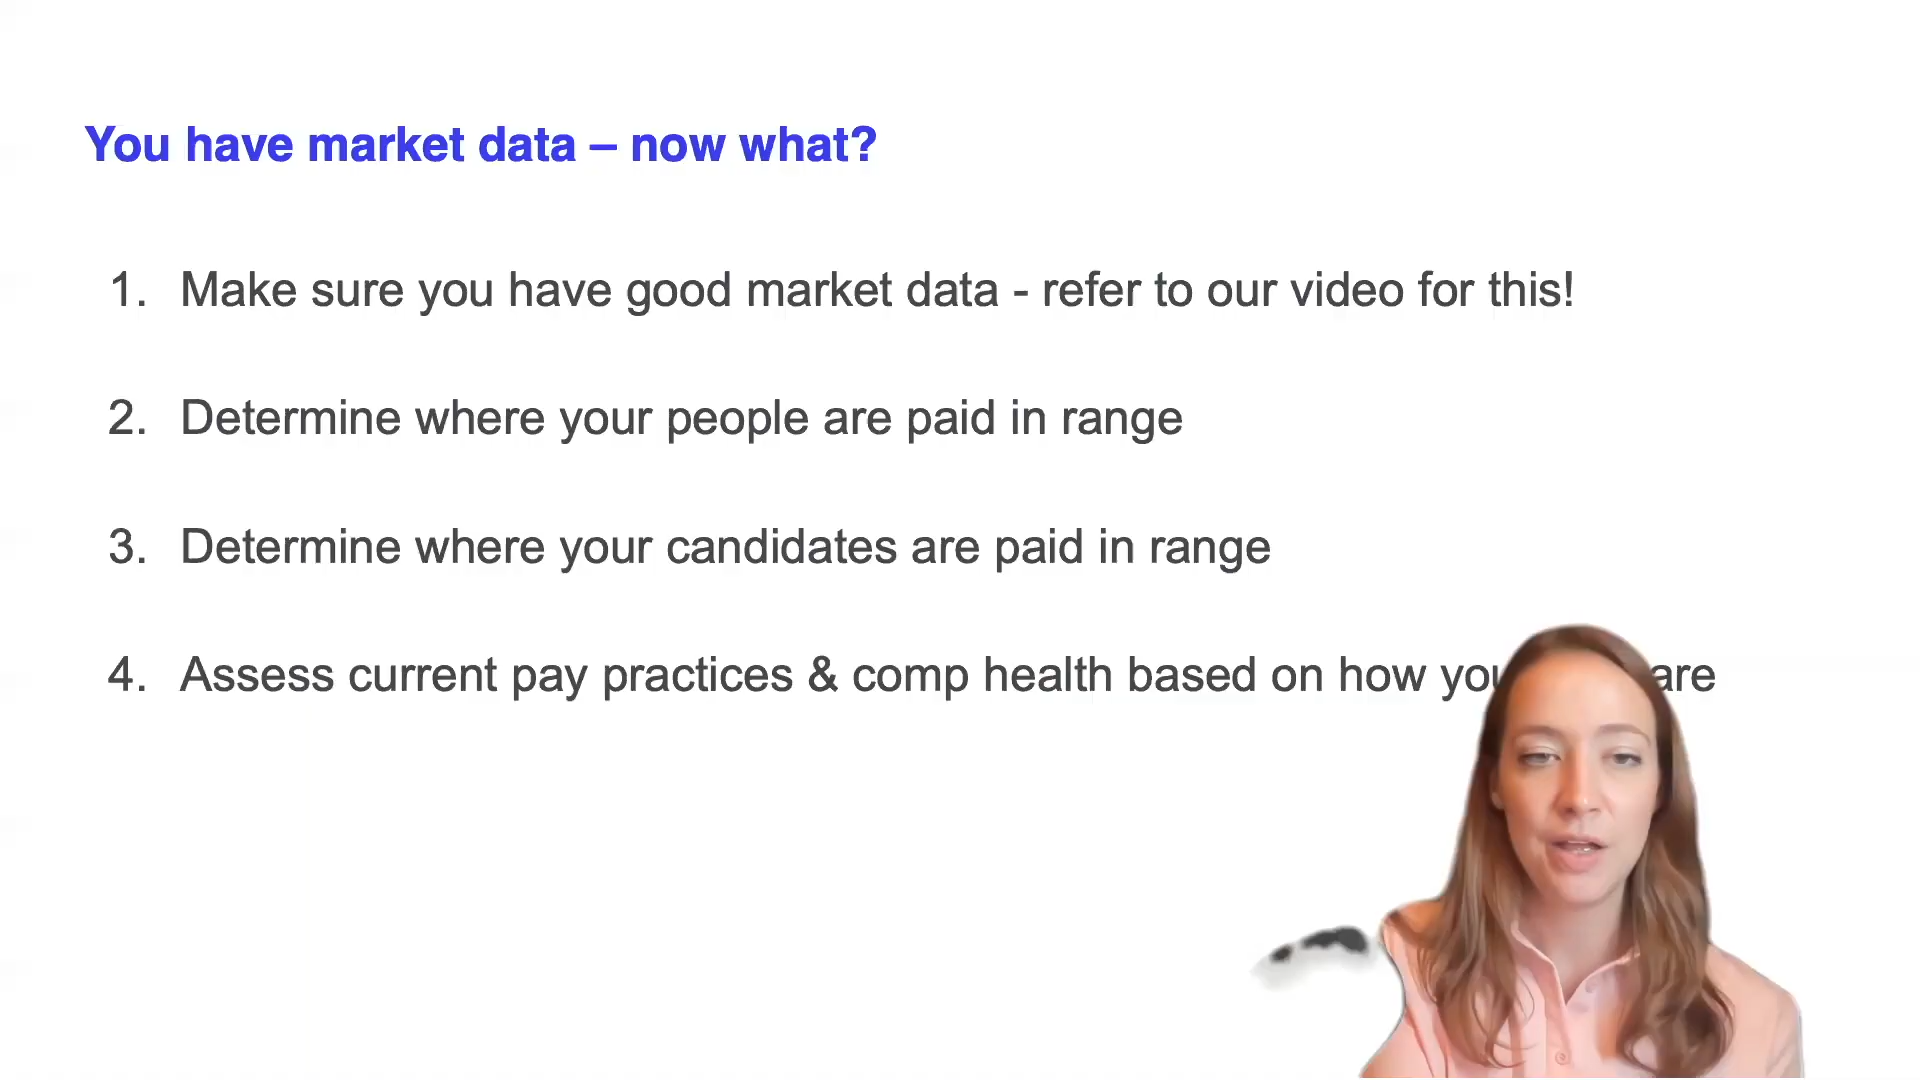 You have market data – now what?
1. Make sure you have good market data - refer to our video for this!
2. Determine where your people are paid in range
3. Determine where your candidates are paid in range
4. Assess current pay practices & comp health based on how you are